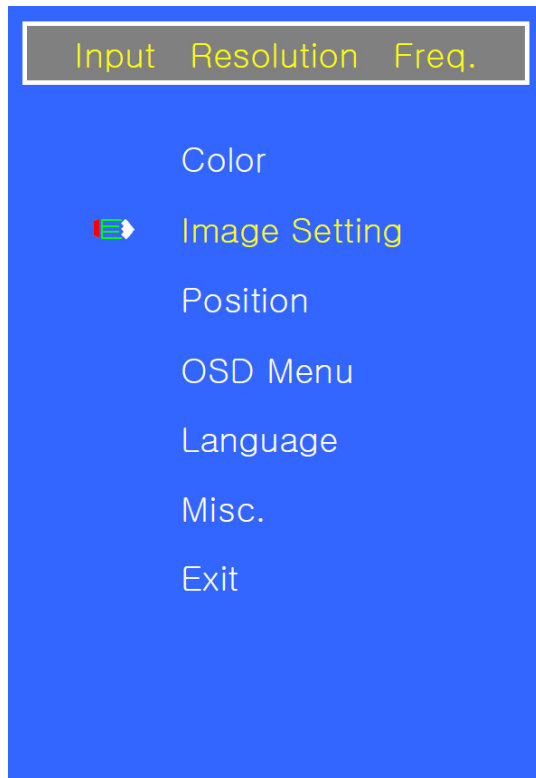 Input Resolution Freq.
Color
Image Setting
Position
OSD Menu
Language
Misc.
Exit